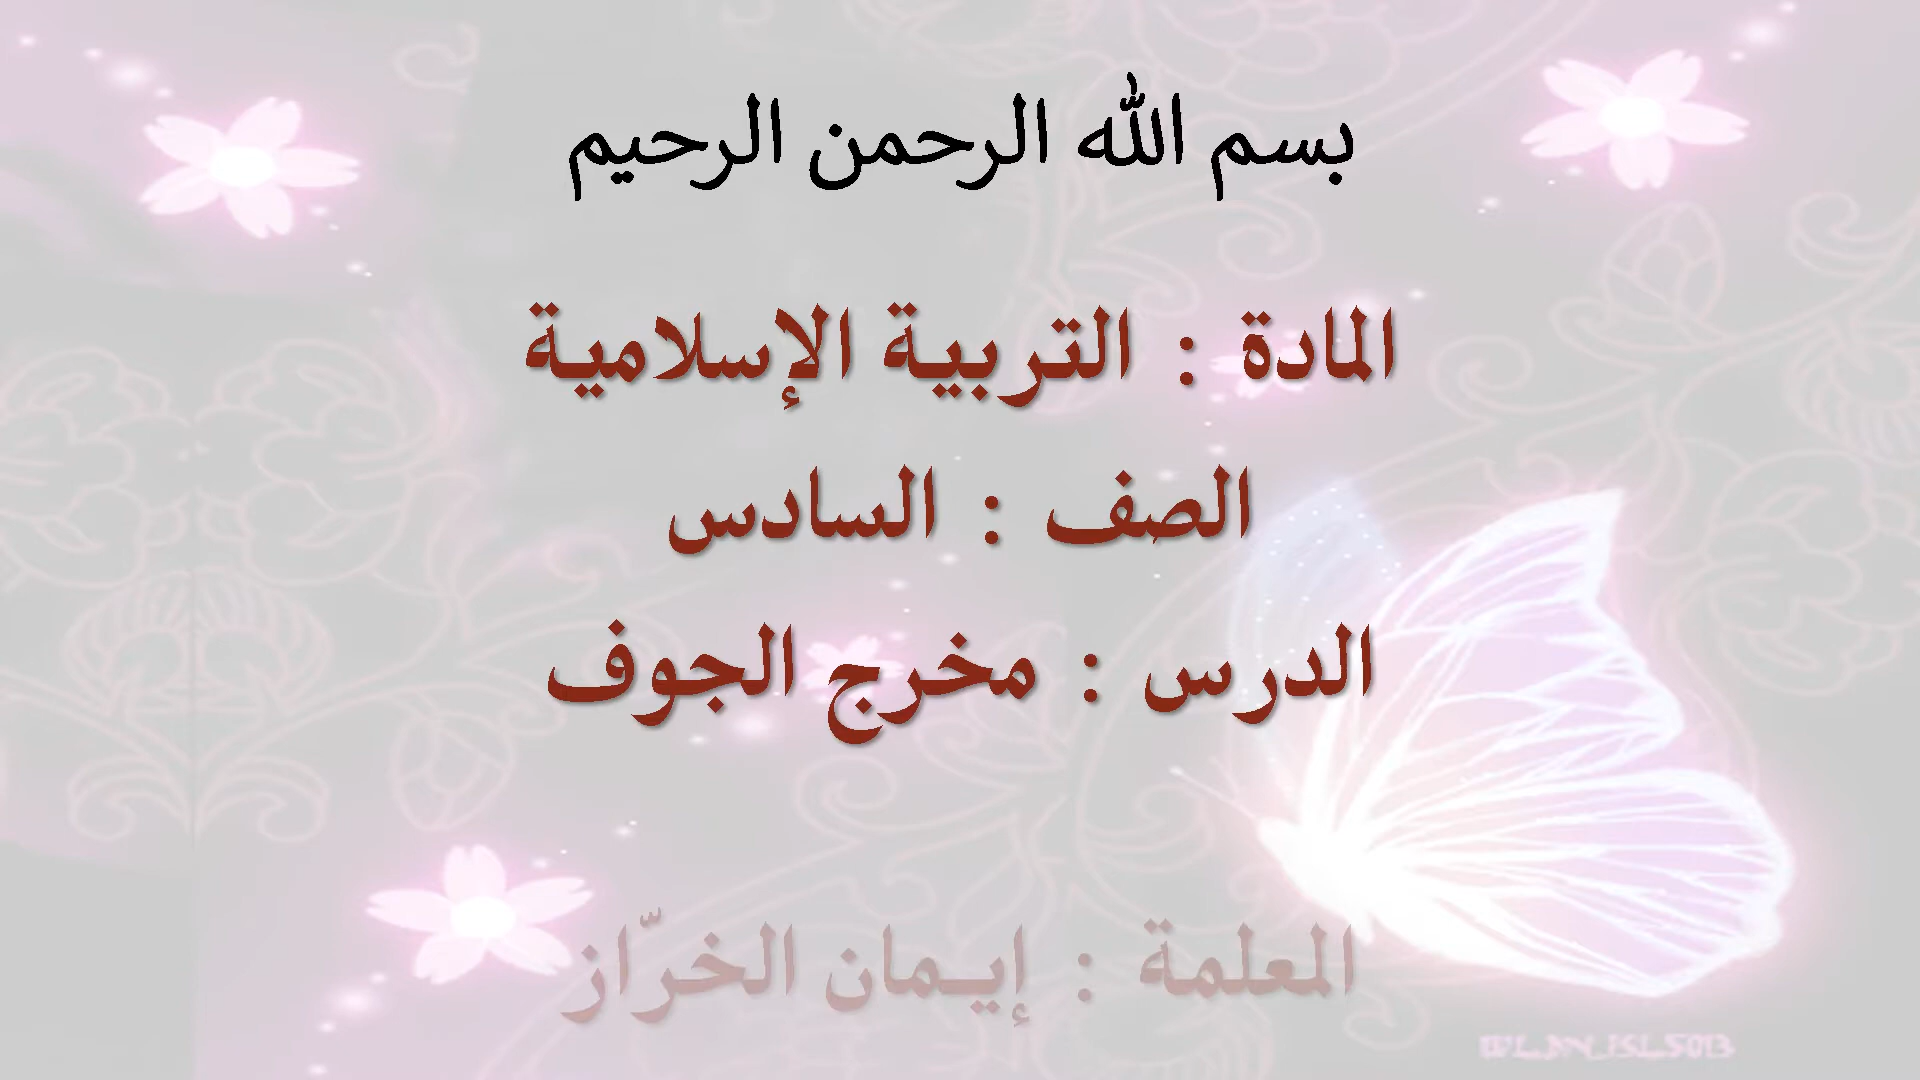 بسم الله الرحمن الرحيم
المادة : التربية الإسلامية
الصف : السادس
الدرس : مخرج الجوف
المعلمة : إيـمان الخرّاز